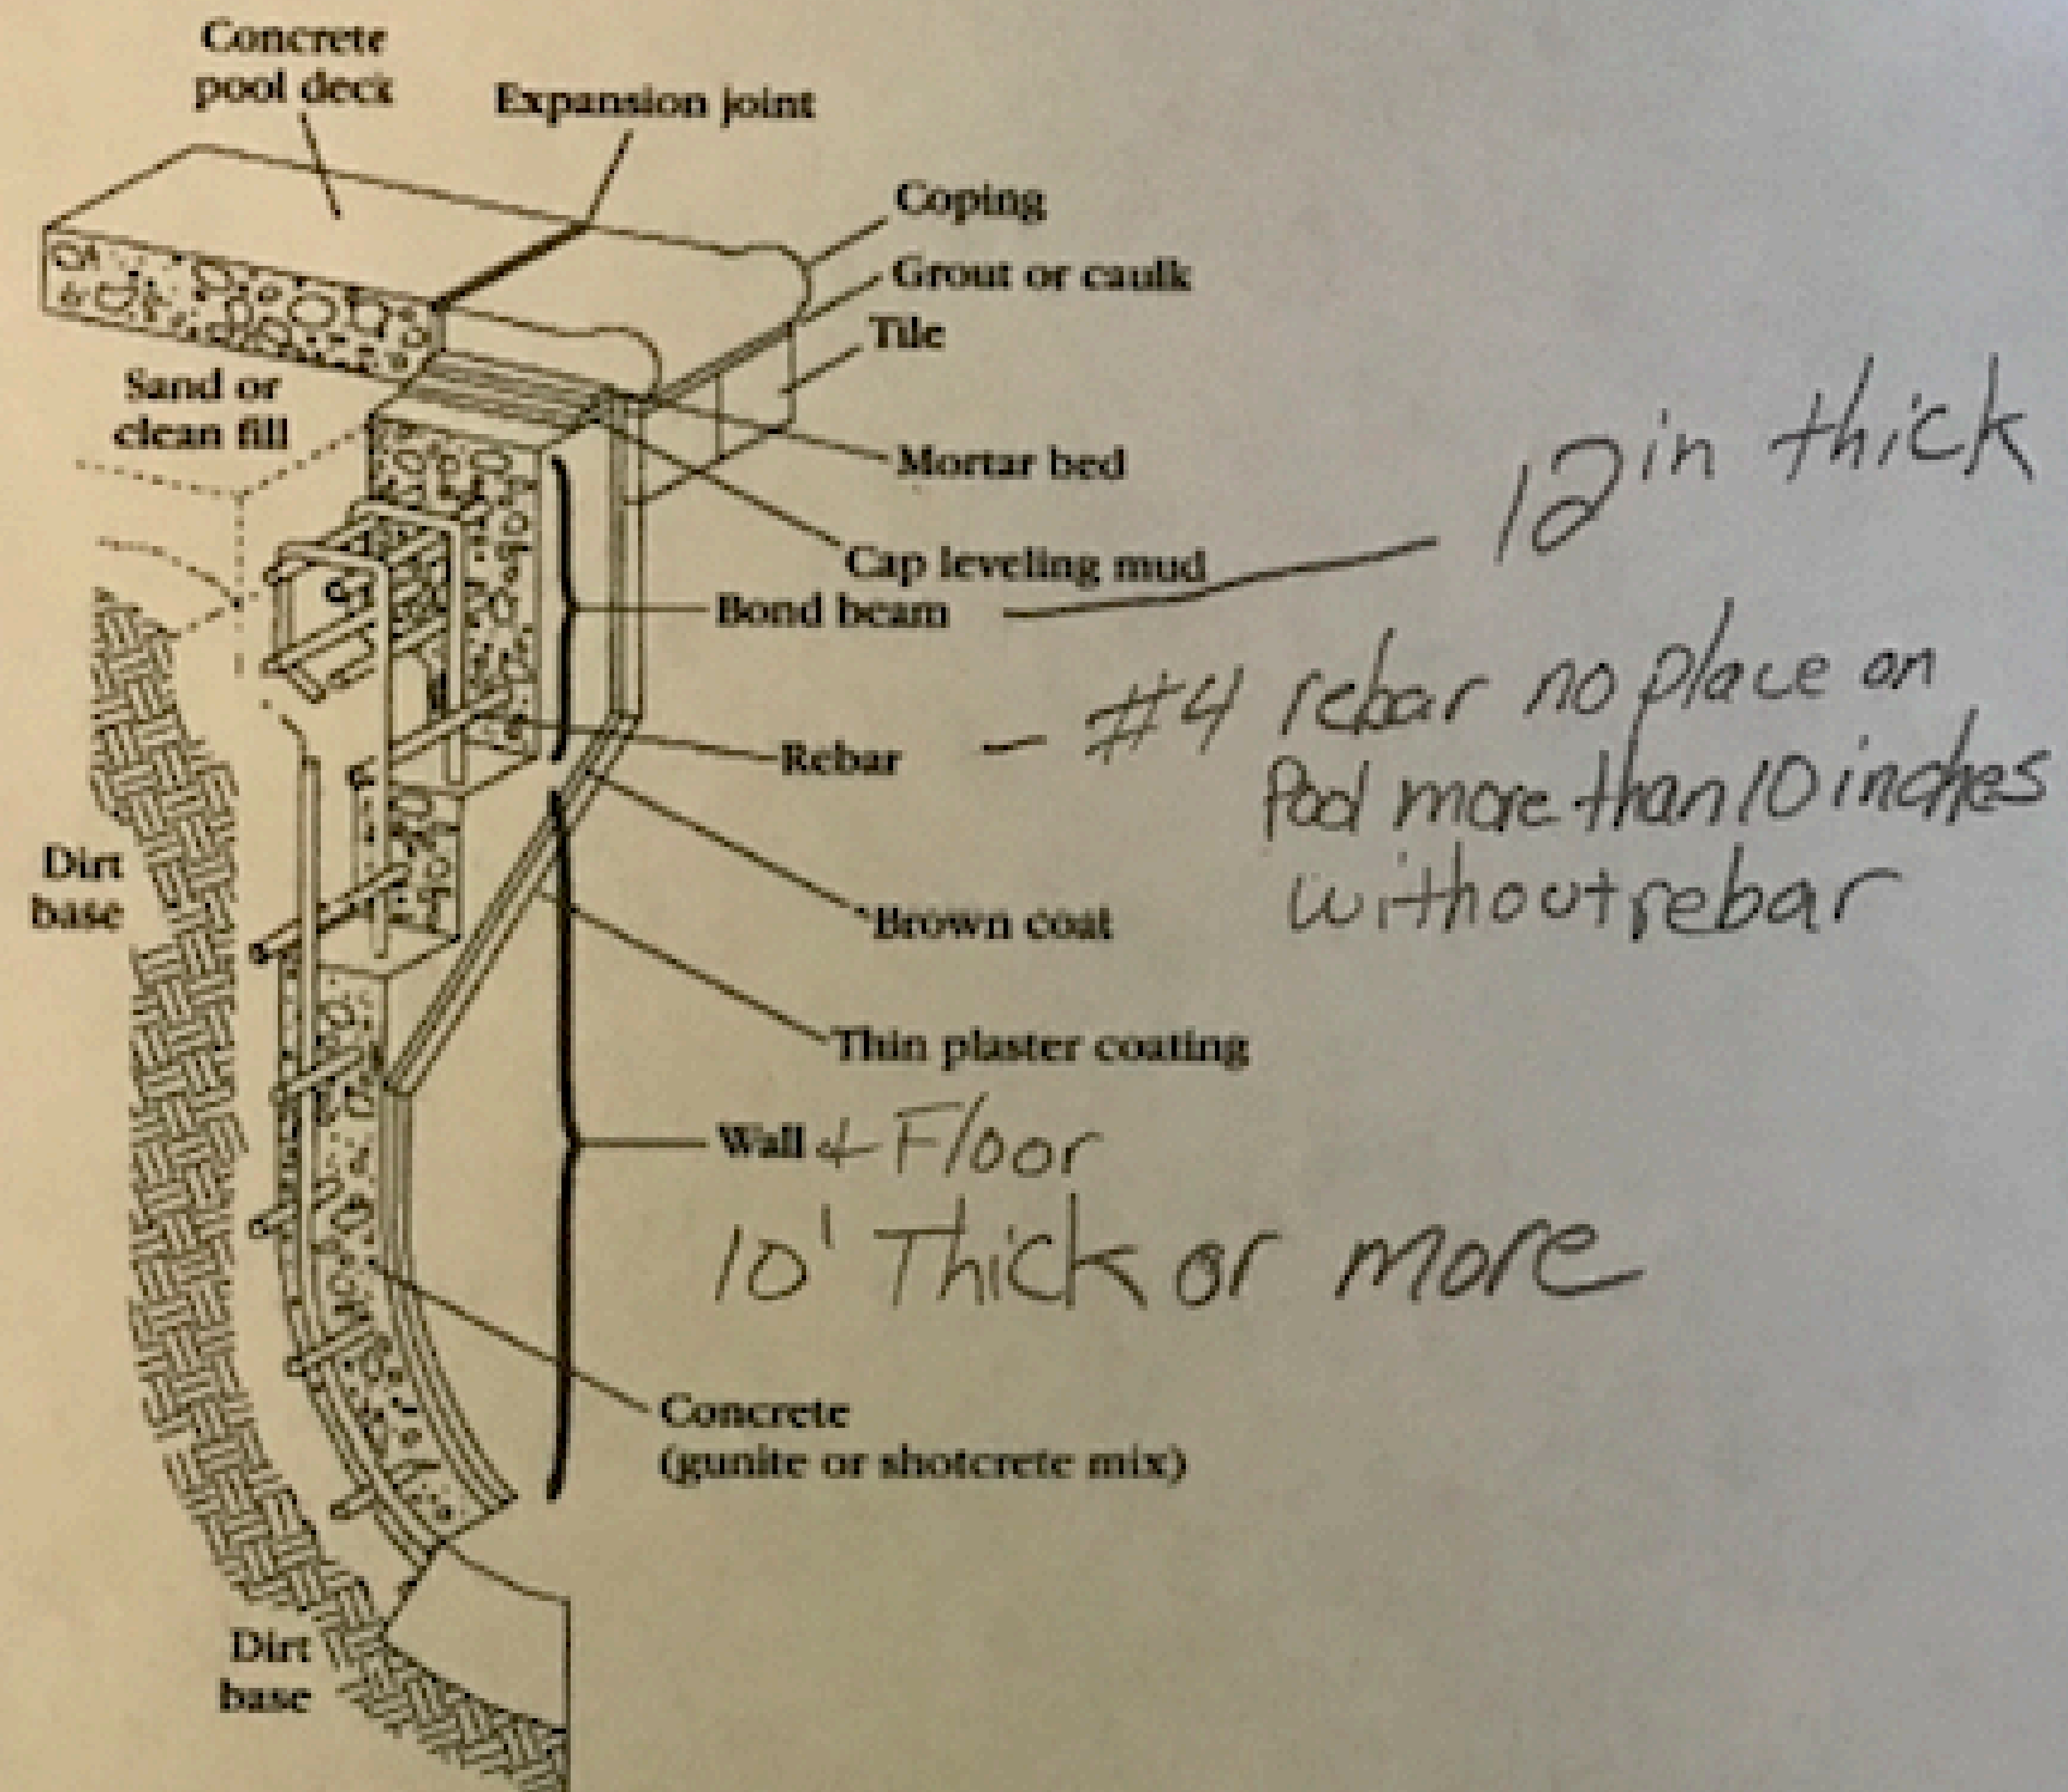 Concrete
pool deck
Expansion joint
Coping
Grout or caulk
Tile
Sand or
clean fill
Mortar bed
12 in thick
Cap leveling mud
Bond beam
Rebar
#4 rebar no place on
Pool more than 10 inches
without rebar
Dirt
base
Brown coat
Thin plaster coating
Wall & Floor
10' Thick or more
Concrete
(gunite or shotcrete mix)
Dirt
base